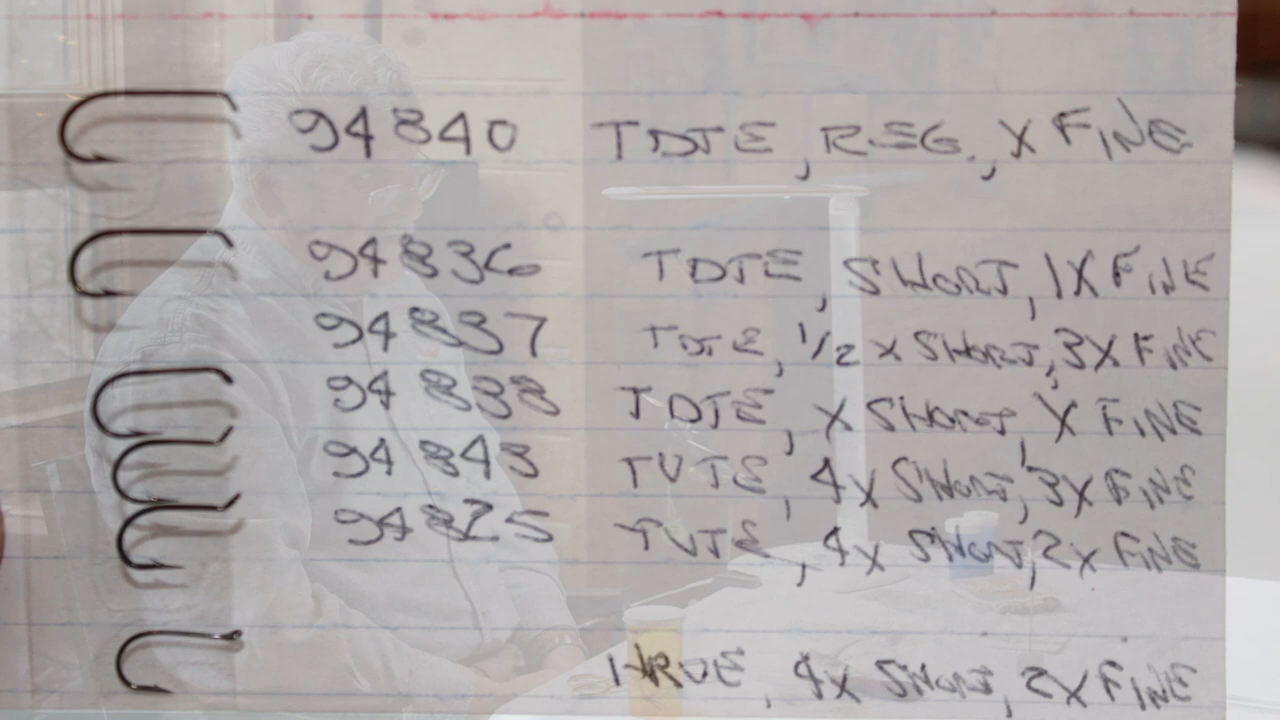 94840 TDTE, REG., X FINE
94836 TDTE, SHORT, 1X FINE
94837 TDTE, 1/2 X SHORT, 3X FINE
94838 TDTE, X SHORT, X FINE
94843 TUTE, 4X SHORT, 3X FINE
94825 TUTE, 4X SHORT, 2X FINE
4X SHORT, 2X FINE